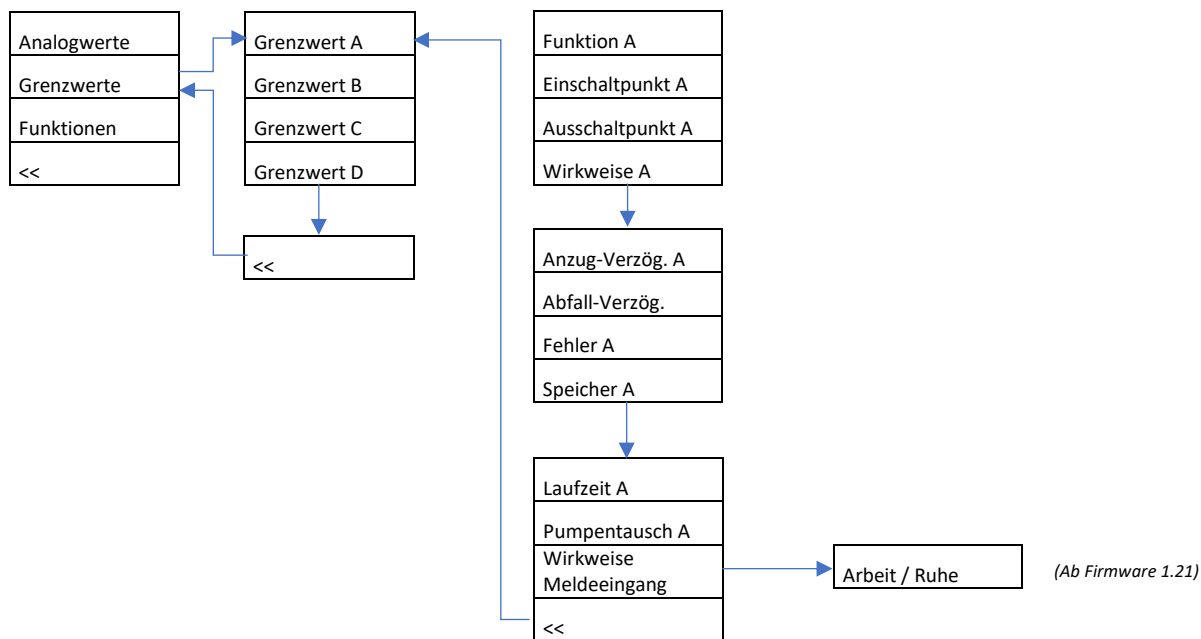 Analogwerte
Grenzwerte
Funktionen
<<
Grenzwert A
Grenzwert B
Grenzwert C
Grenzwert D
<<
Funktion A
Einschaltpunkt A
Ausschaltpunkt A
Wirkweise A
Anzug-Verzög. A
Abfall-Verzög.
Fehler A
Speicher A
Laufzeit A
Pumpentausch A
Wirkweise
Meldeeingang
<<
Arbeit / Ruhe
(Ab Firmware 1.21)